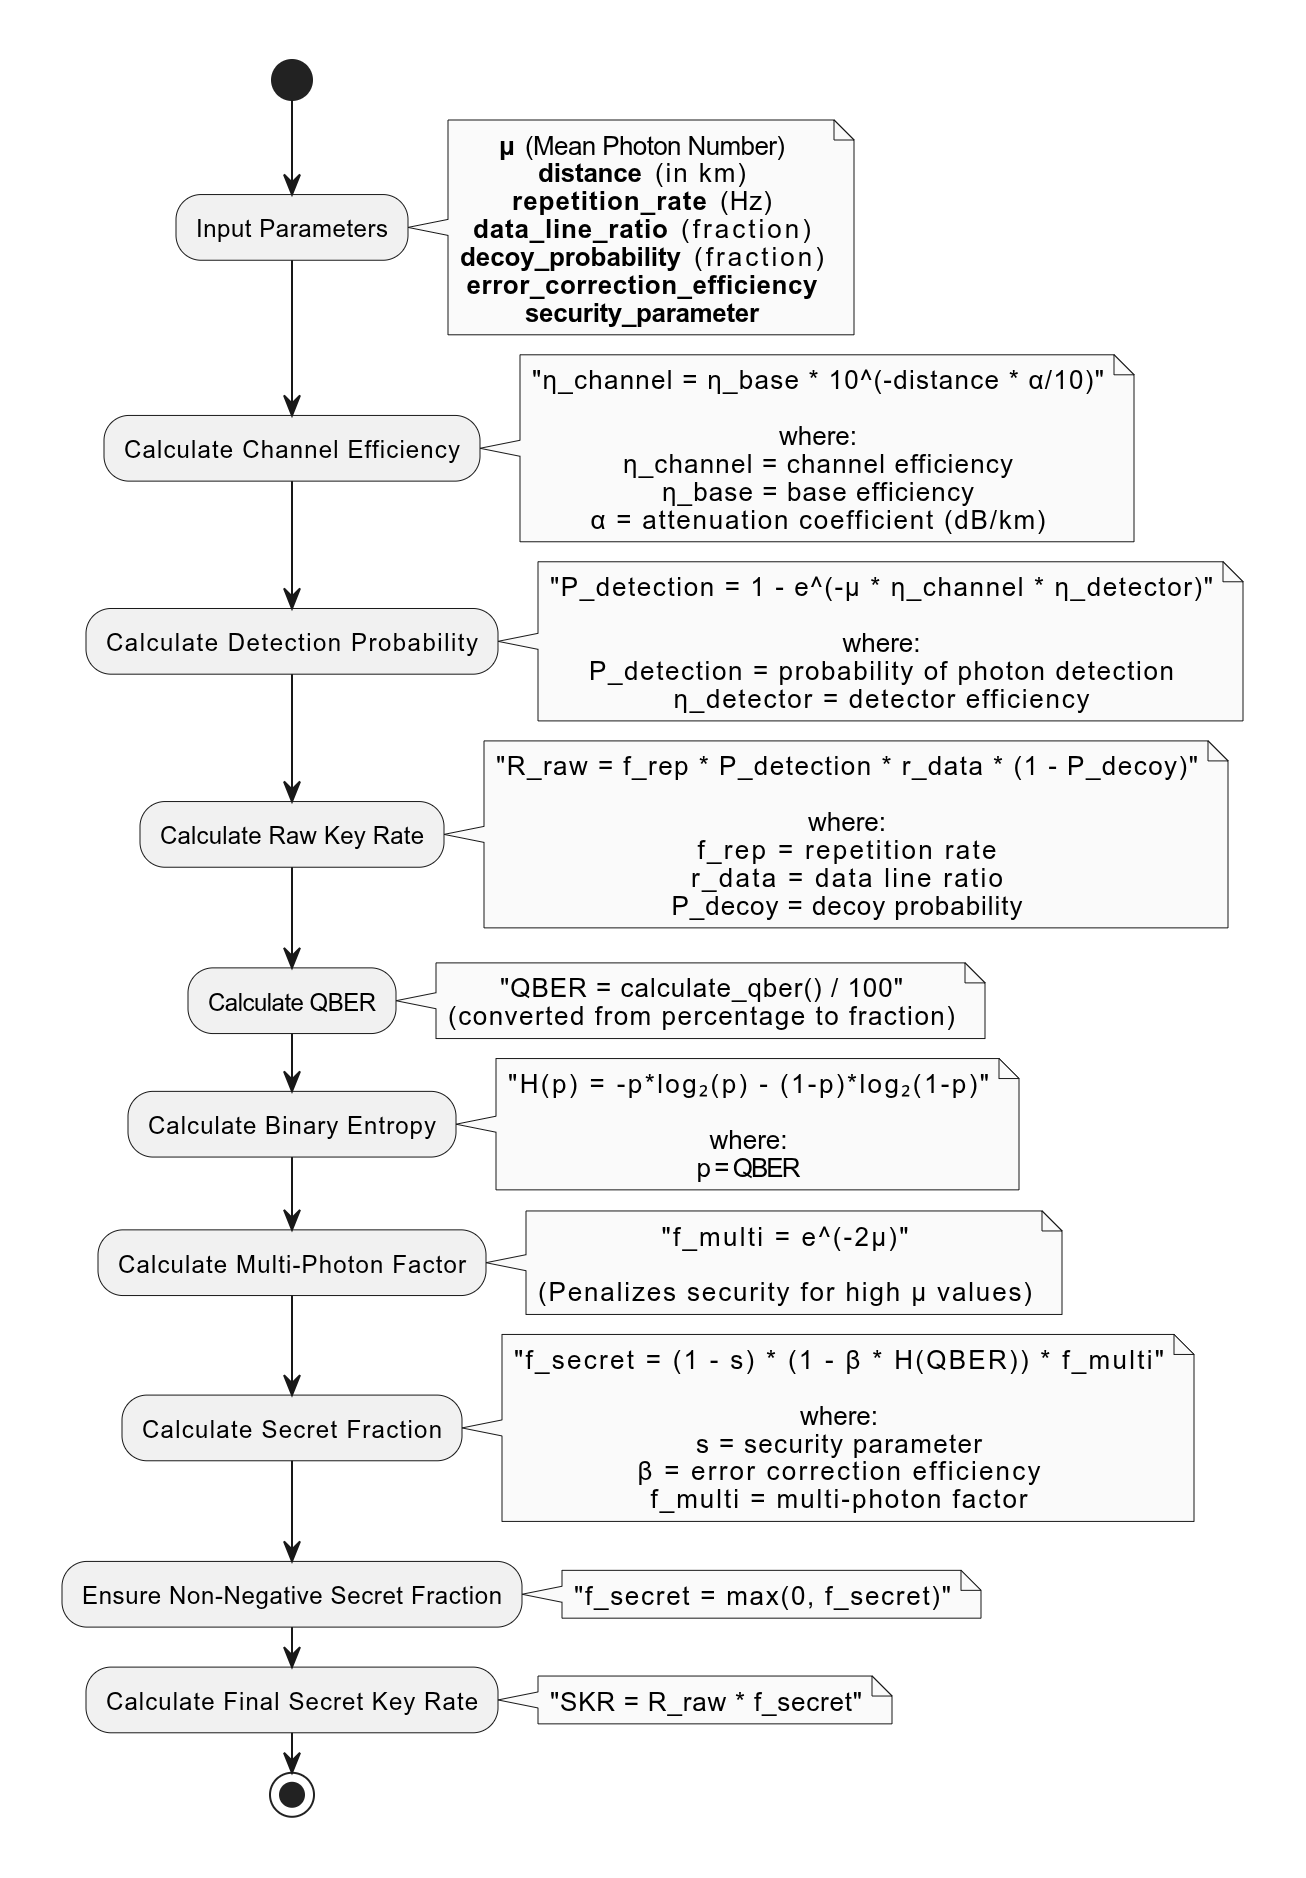 μ (Mean Photon Number)
distance (in km)
repetition_rate (Hz)
data_line_ratio (fraction)
decoy_probability (fraction)
error_correction_efficiency
security_parameter
Input Parameters
"η_channel = η_base * 10^(-distance * α/10)"
where:
η_channel = channel efficiency
η_base = base efficiency
α = attenuation coefficient (dB/km)
Calculate Channel Efficiency
"P_detection = 1 - e^(-μ * η_channel * η_detector)"
where:
P_detection = probability of photon detection
η_detector = detector efficiency
Calculate Detection Probability
"R_raw = f_rep * P_detection * r_data * (1 - P_decoy)"
where:
f_rep = repetition rate
r_data = data line ratio
P_decoy = decoy probability
Calculate Raw Key Rate
"QBER = calculate_qber() / 100"
(converted from percentage to fraction)
Calculate QBER
"H(p) = -p*log₂(p) - (1-p)*log₂(1-p)"
where:
p = QBER
Calculate Binary Entropy
"f_multi = e^(-2μ)"
(Penalizes security for high μ values)
Calculate Multi-Photon Factor
"f_secret = (1 - s) * (1 - β * H(QBER)) * f_multi"
where:
s = security parameter
β = error correction efficiency
f_multi = multi-photon factor
Calculate Secret Fraction
"f_secret = max(0, f_secret)"
Ensure Non-Negative Secret Fraction
"SKR = R_raw * f_secret"
Calculate Final Secret Key Rate